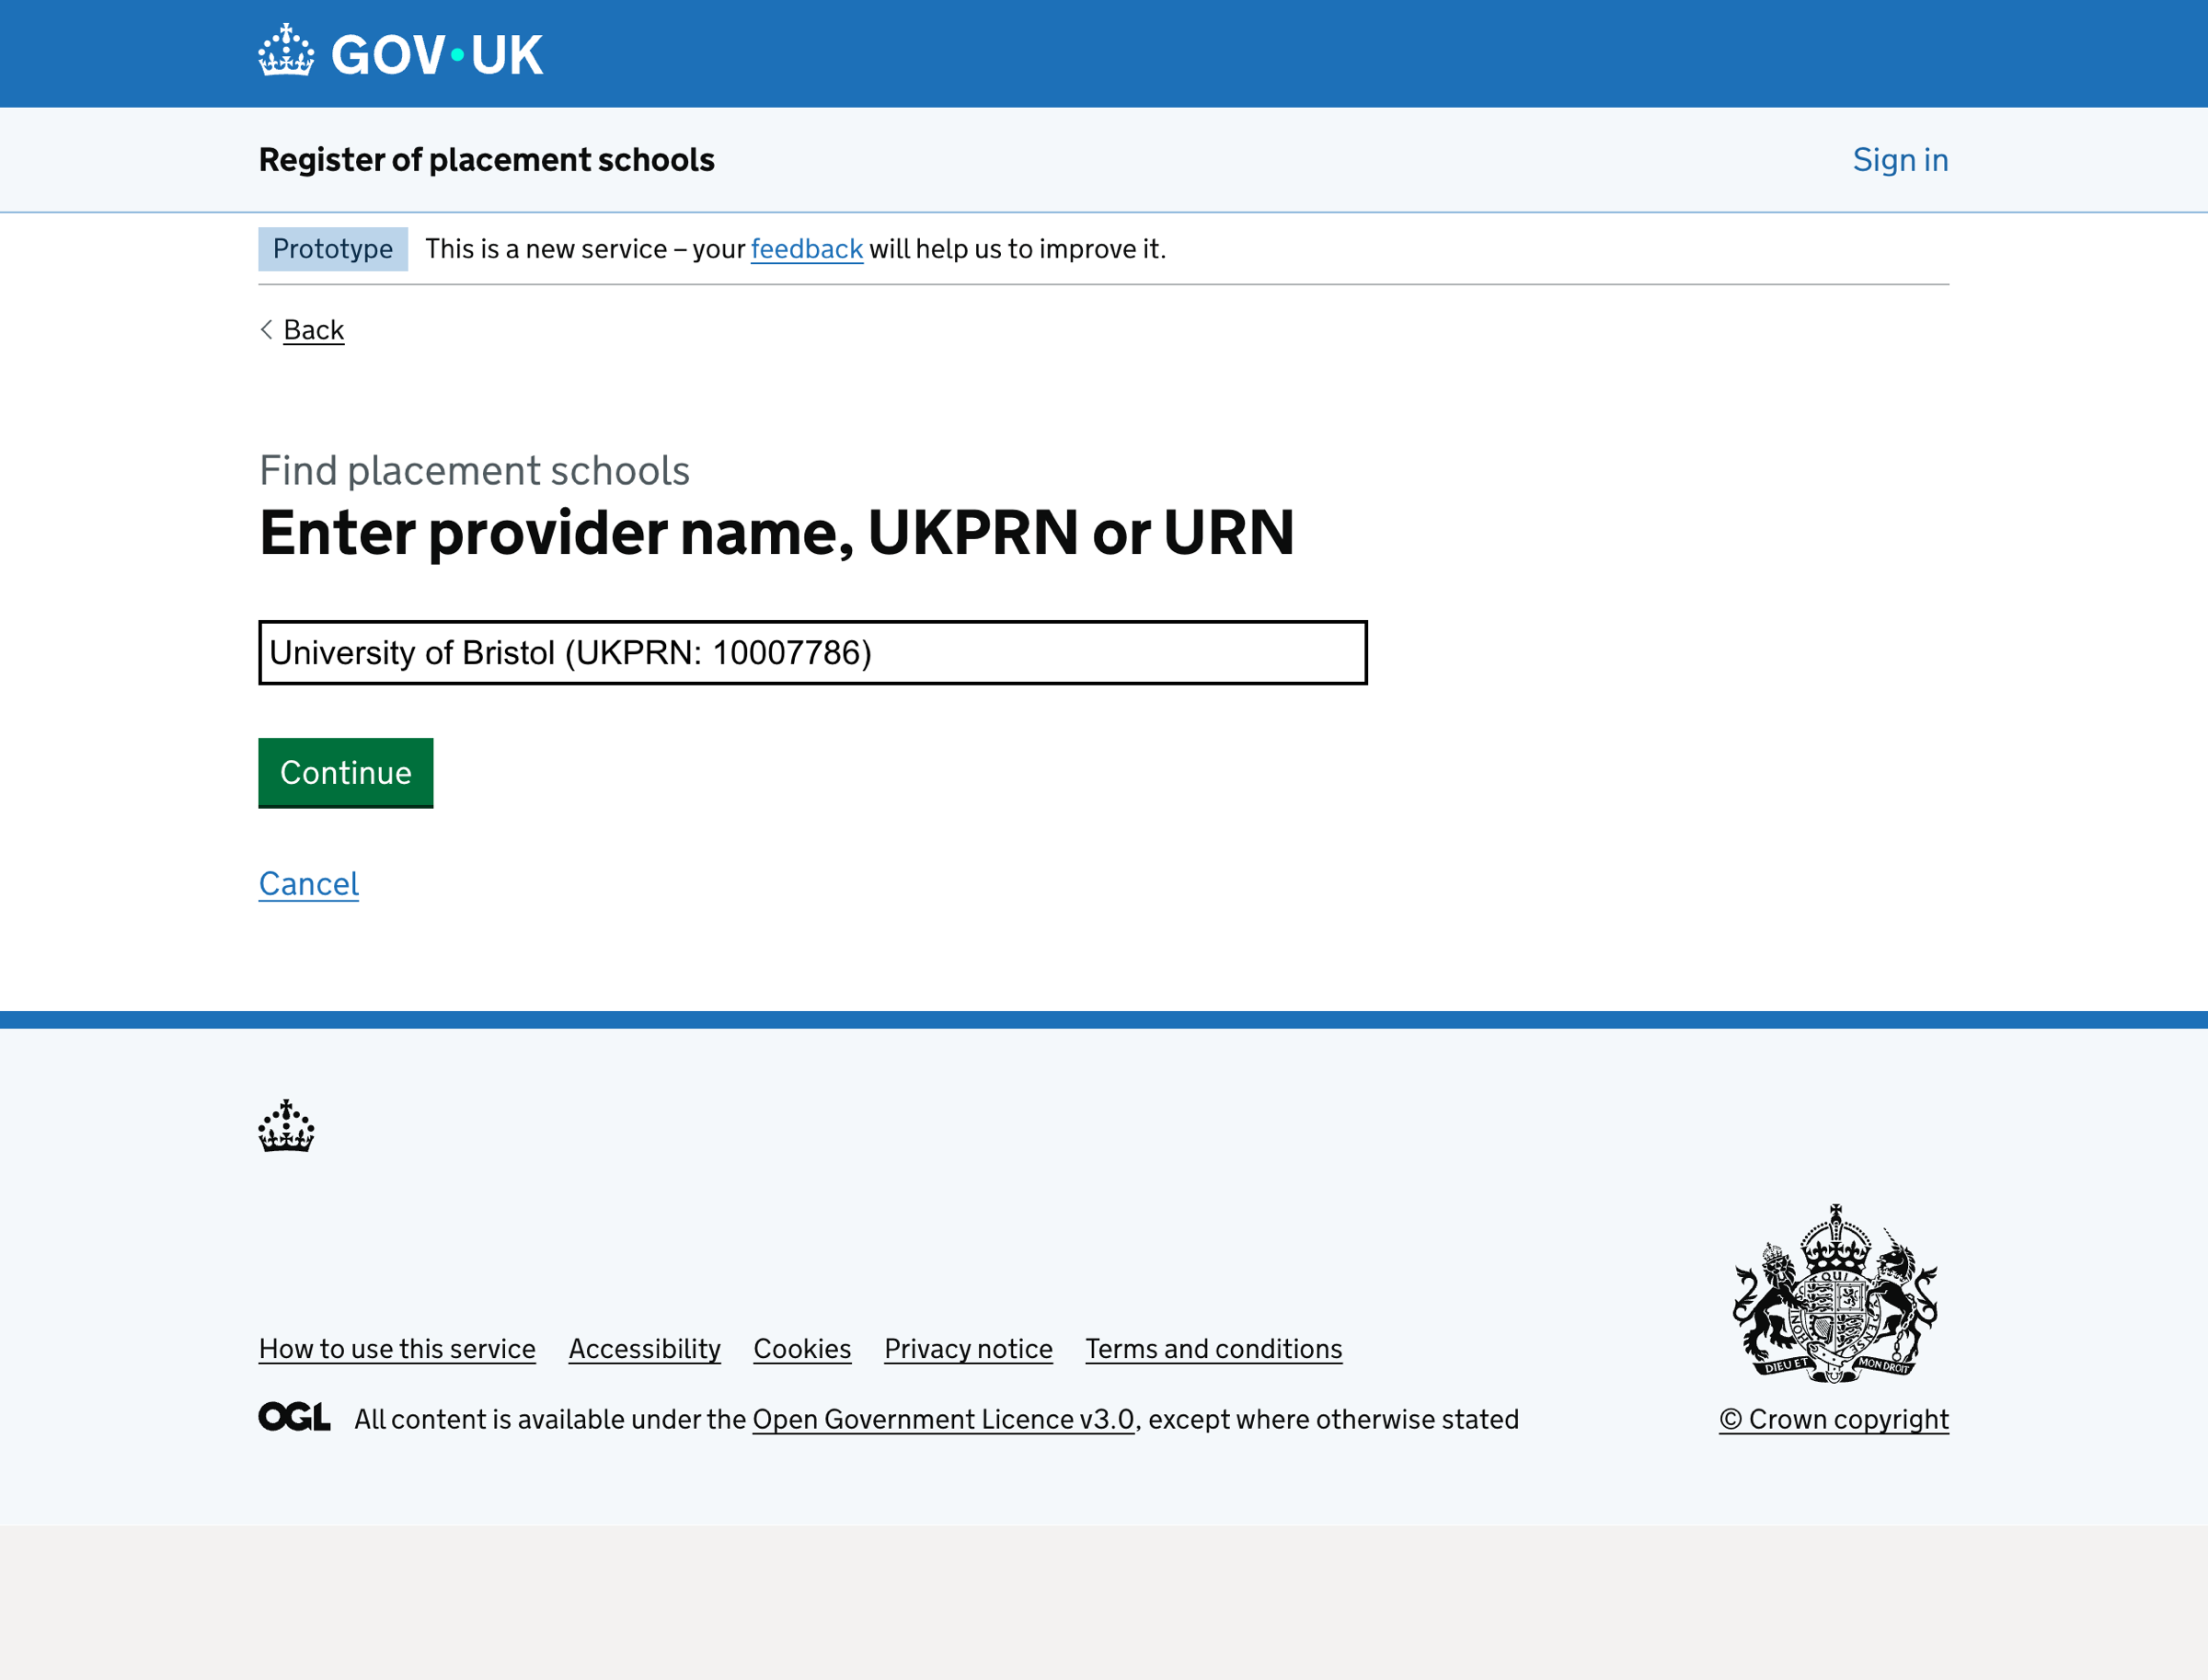 GOV·UK
Register of placement schools
Sign in
Prototype
This is a new service – your feedback will help us to improve it.
Back
Find placement schools
Enter provider name, UKPRN or URN
University of Bristol (UKPRN: 10007786)
Continue
Cancel
How to use this service
Accessibility
Cookies
Privacy notice
Terms and conditions
DIEU ET MON DROIT
OGL
All content is available under the Open Government Licence v3.0, except where otherwise stated
© Crown copyright